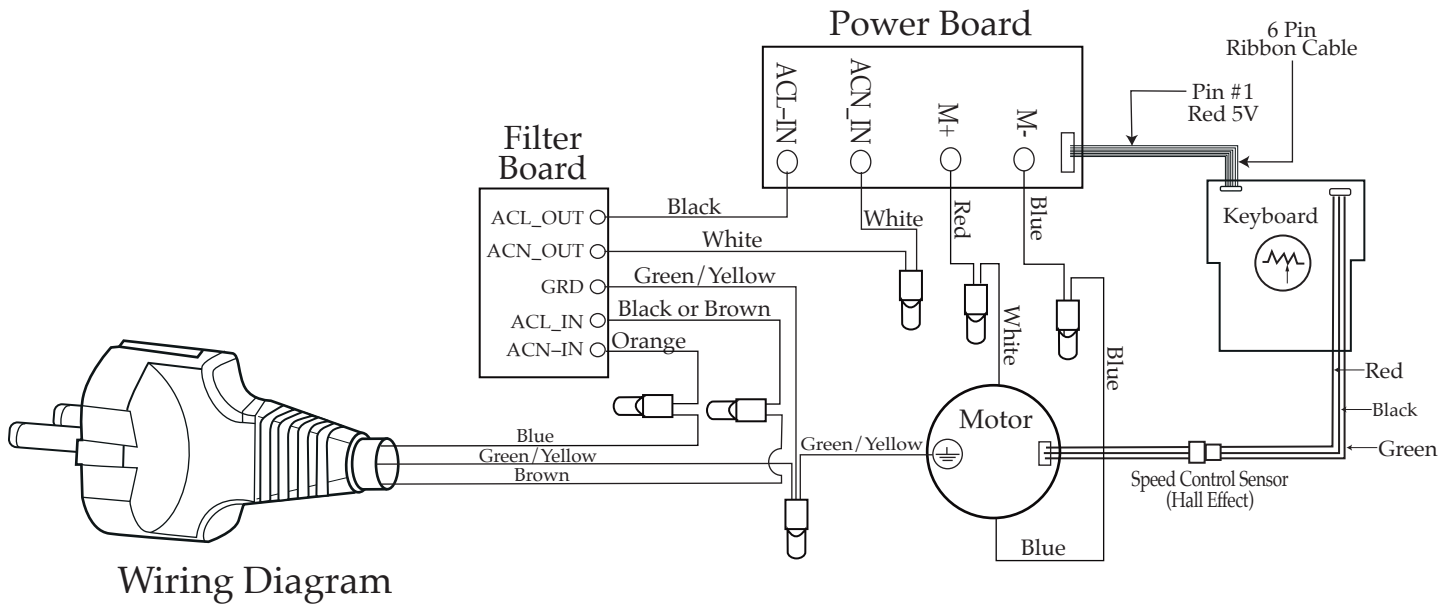 Power Board
6 Pin
Ribbon Cable
Pin #1
Red 5V
ACL-IN
ACN_IN
M+
M-
Filter
Board
ACL_OUT
ACN_OUT
GRD
ACL_IN
ACN-IN
Black
White
Green/Yellow
Black or Brown
Orange
White
Red
Blue
Keyboard
White
Blue
Red
Black
Green
Motor
Blue
Green/Yellow
Brown
Green/Yellow
Speed Control Sensor
(Hall Effect)
Blue
Wiring Diagram